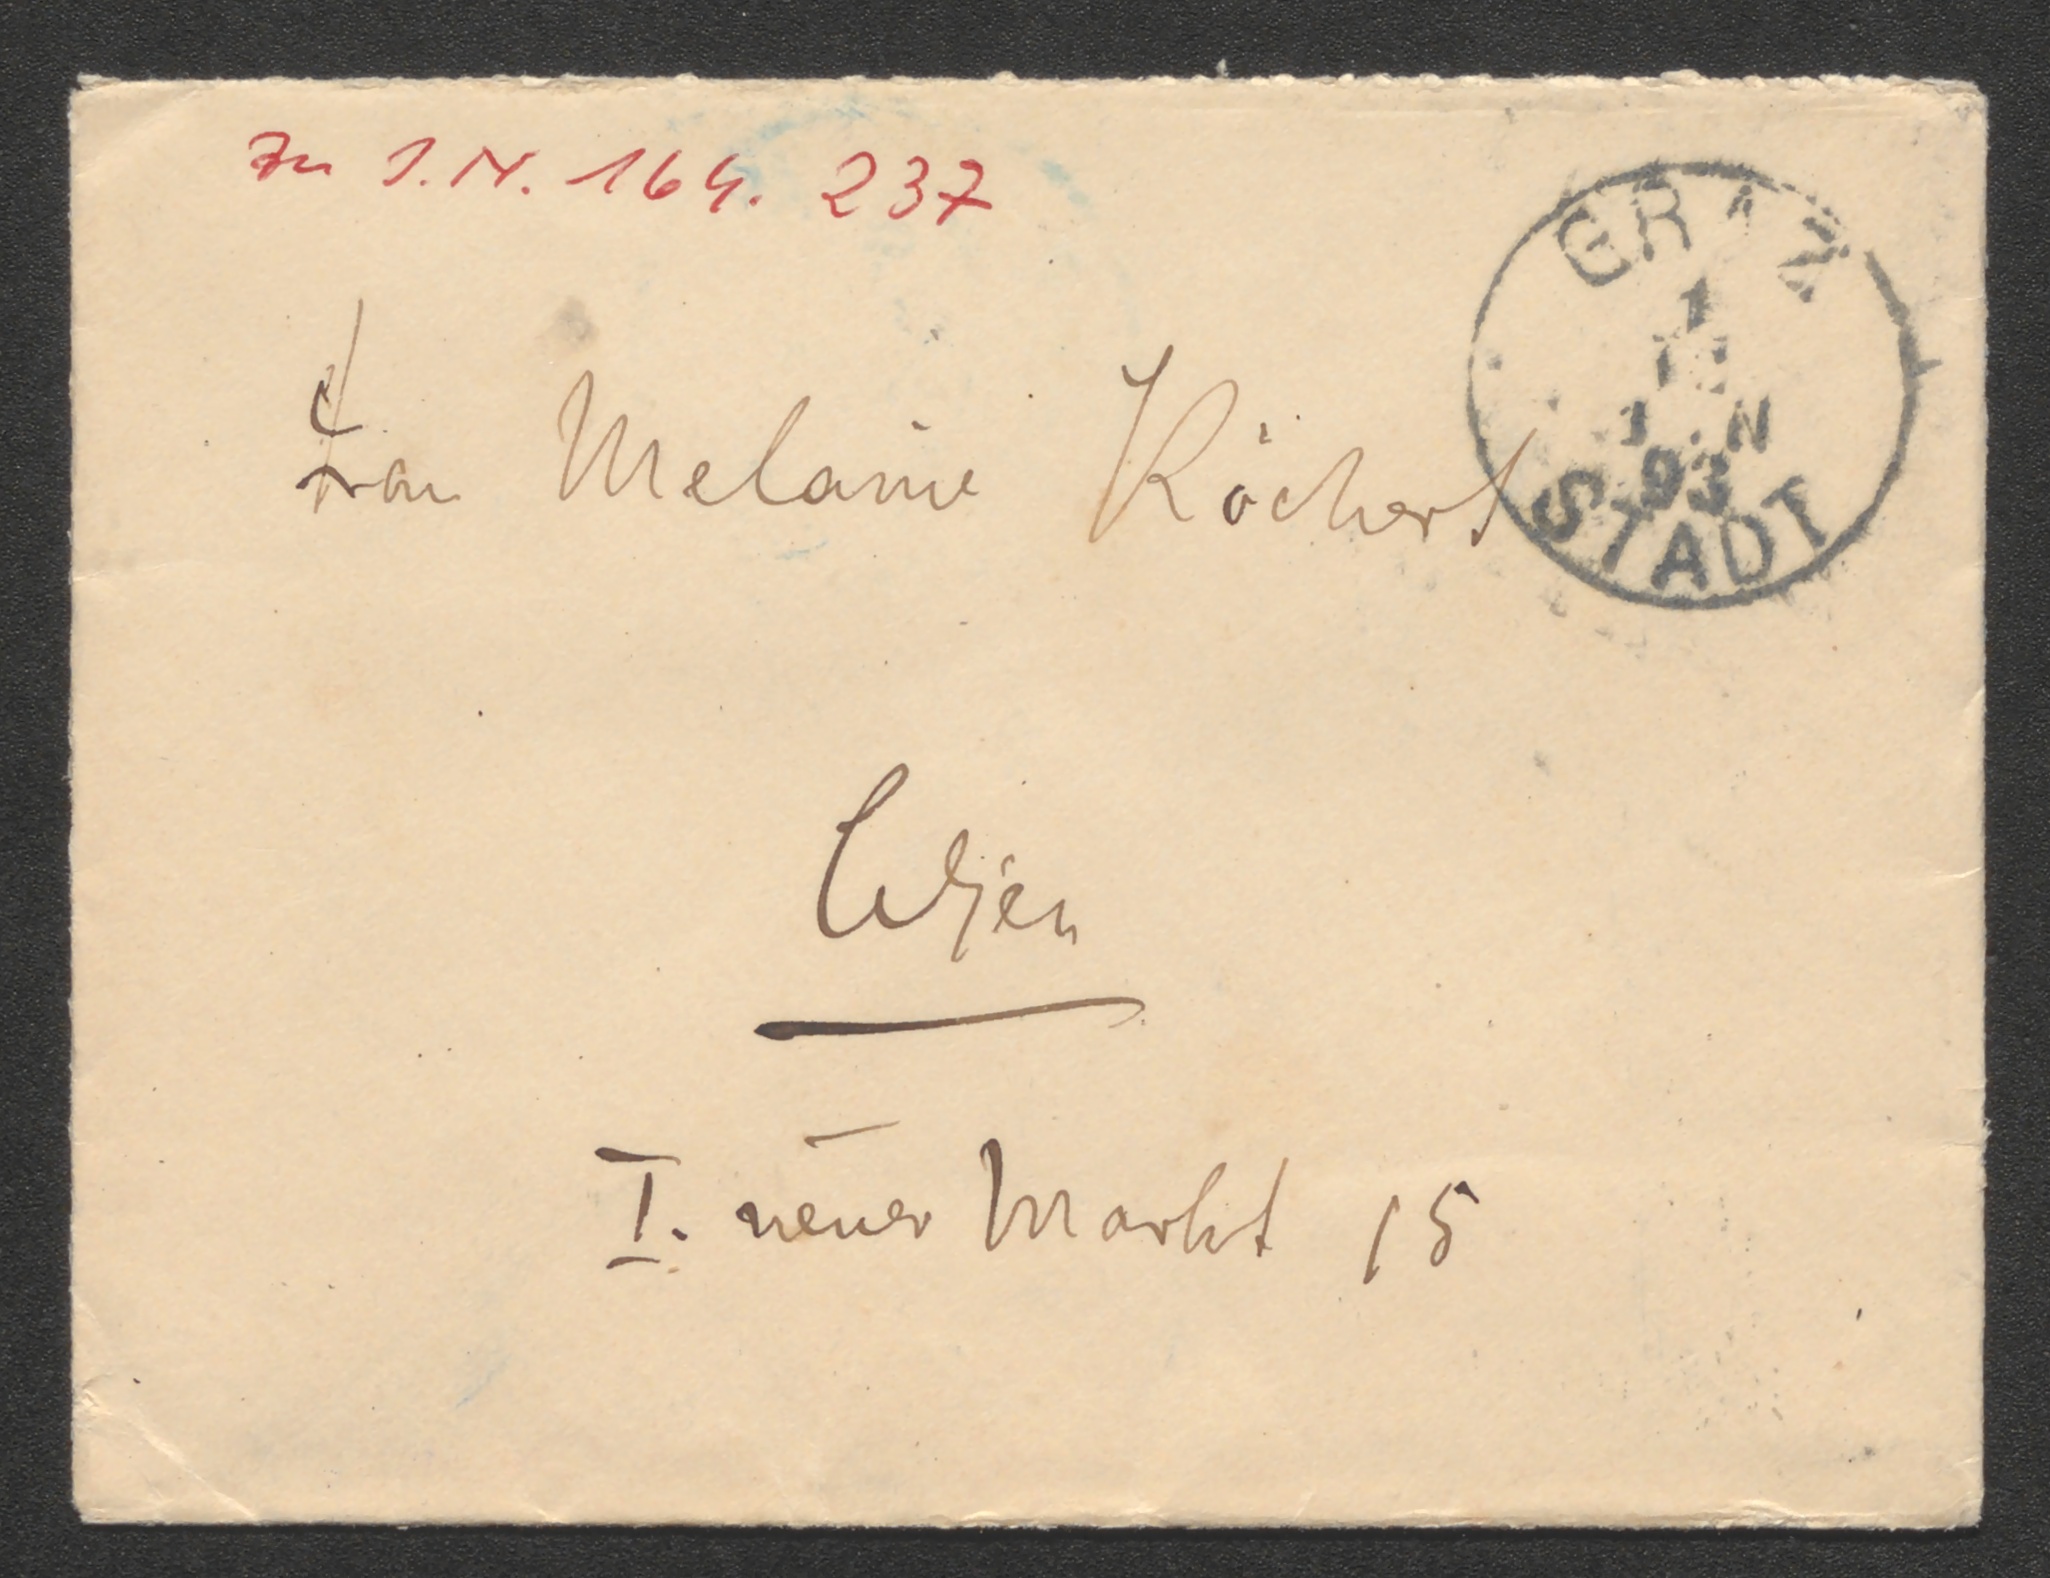 zu I.N. 164.237
GRAZ
Frau Melanie Köchert
93
STADT
Wien
I. neuer Markt 15